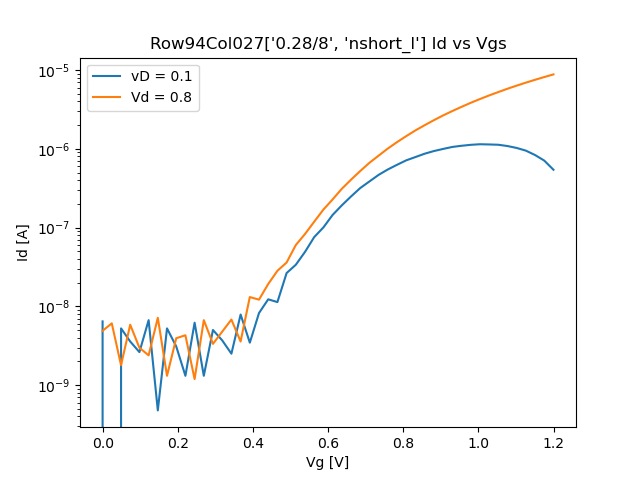 Row94Col027['0.28/8', 'nshort_l'] Id vs Vgs
vD = 0.1
Vd = 0.8
Id [A]
10⁻⁵
10⁻⁶
10⁻⁷
10⁻⁸
10⁻⁹
0.0 0.2 0.4 0.6 0.8 1.0 1.2
Vg [V]